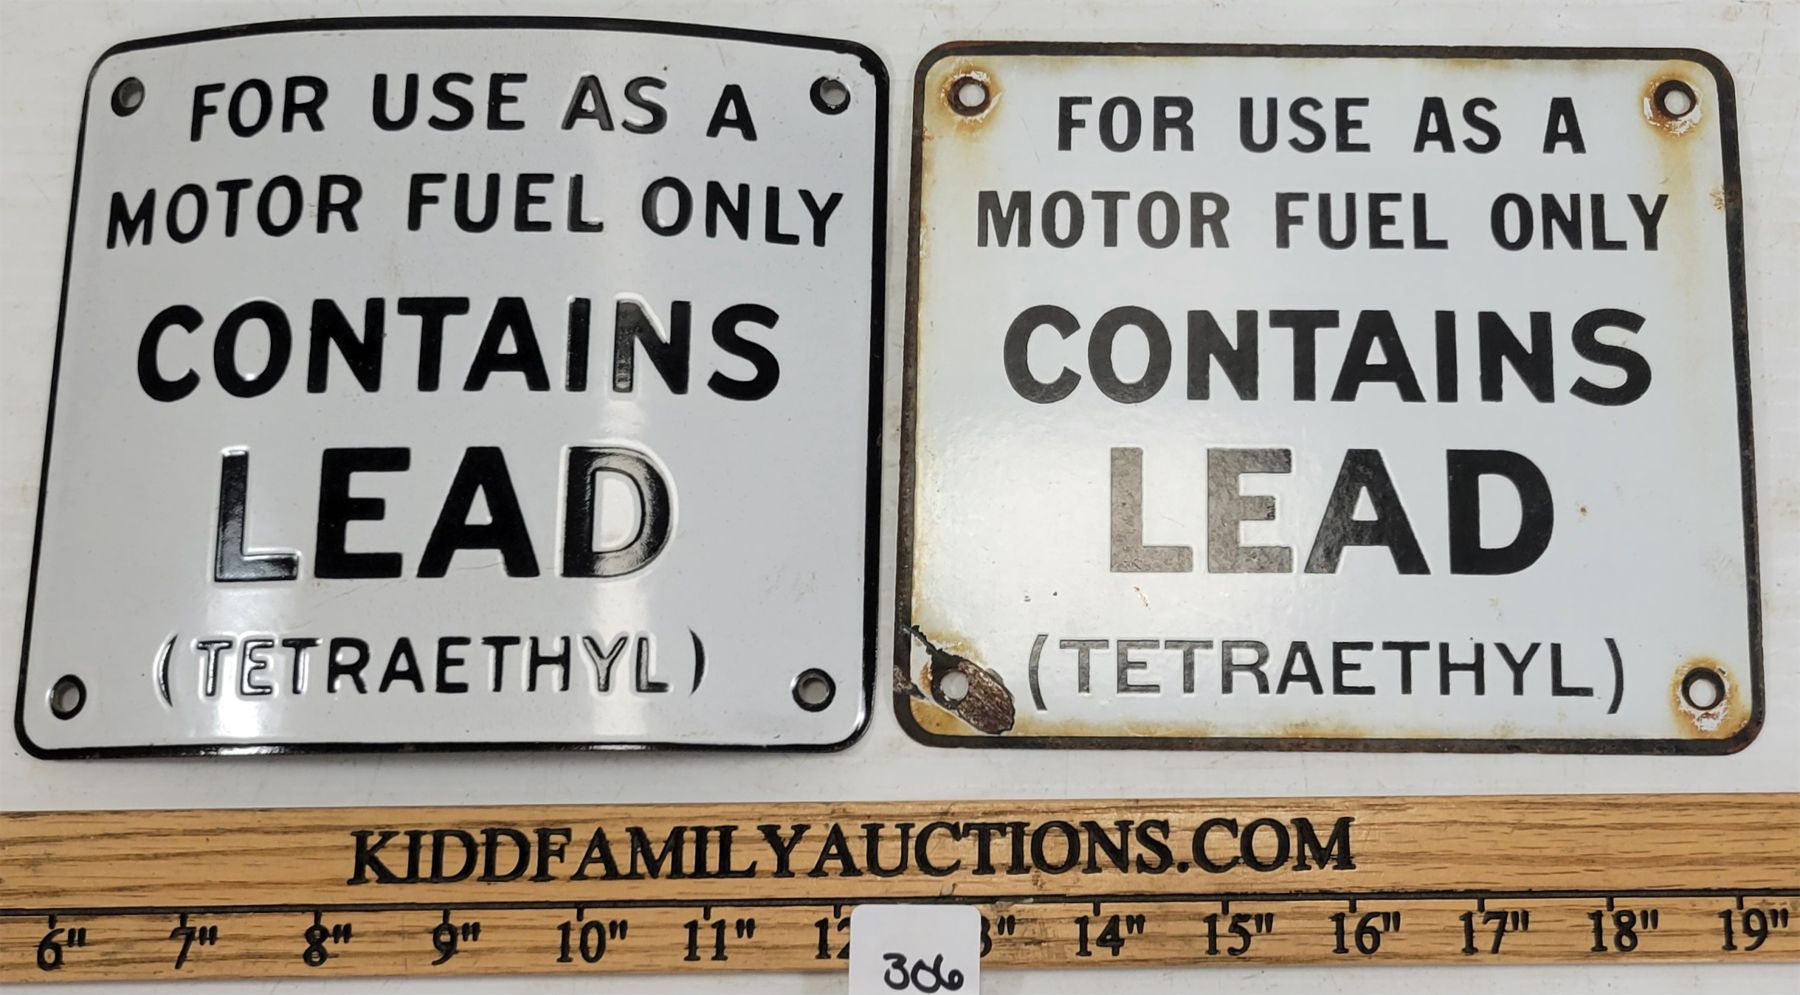 FOR USE AS A
MOTOR FUEL ONLY
CONTAINS
LEAD
(TETRAETHYL)
FOR USE AS A
MOTOR FUEL ONLY
CONTAINS
LEAD
(TETRAETHYL)
KIDDFAMILYAUCTIONS.COM
6" 7" 8" 9" 10" 11" 12 3" 14" 15" 16" 17" 18" 19"
306